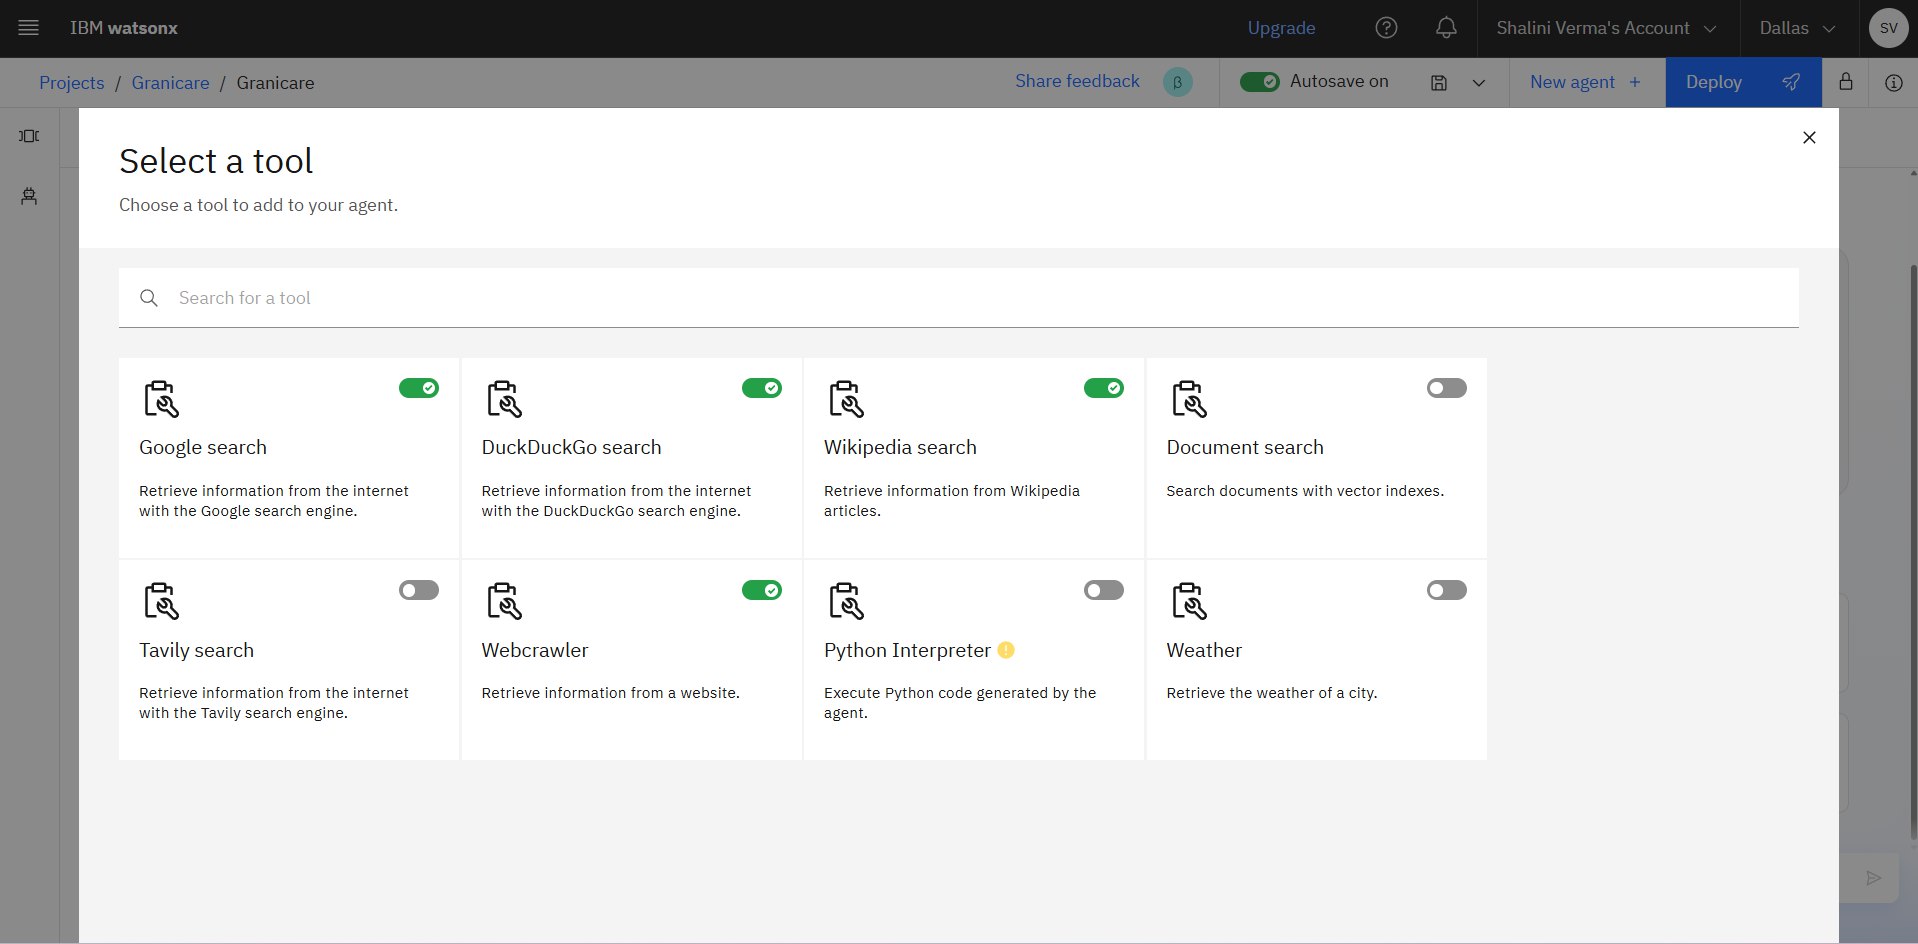 IBM watsonx
Upgrade
Shalini Verma's Account
Dallas
SV
Projects / Granicare / Granicare
Share feedback
β
Autosave on
New agent +
Deploy
Select a tool
Choose a tool to add to your agent.
Search for a tool
Google search
Retrieve information from the internet
with the Google search engine.
DuckDuckGo search
Retrieve information from the internet
with the DuckDuckGo search engine.
Wikipedia search
Retrieve information from Wikipedia
articles.
Document search
Search documents with vector indexes.
Tavily search
Retrieve information from the internet
with the Tavily search engine.
Webcrawler
Retrieve information from a website.
Python Interpreter
Execute Python code generated by the
agent.
Weather
Retrieve the weather of a city.